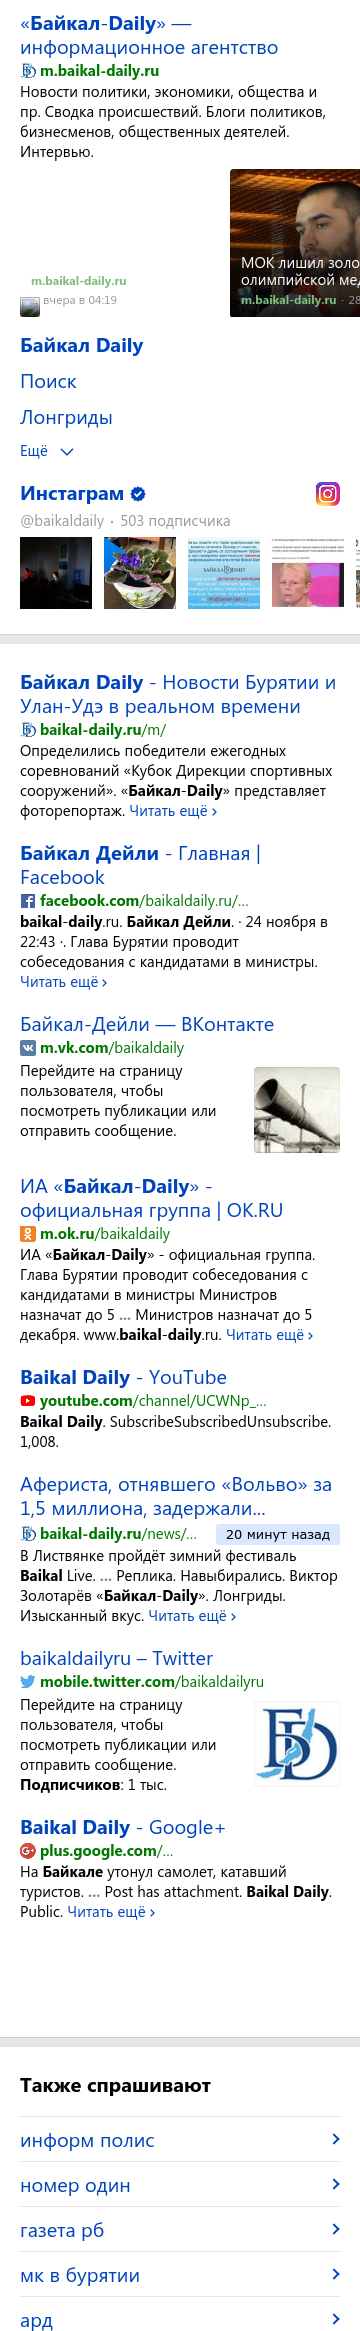 «Байкал-Daily» —
информационное агентство
m.baikal-daily.ru
Новости политики, экономики, общества и
пр. Сводка происшествий. Блоги политиков,
бизнесменов, общественных деятелей.
Интервью.
m.baikal-daily.ru
вчера в 04:19
МОК лишил золо
олимпийской ме
m.baikal-daily.ru · 28
Байкал Daily
Поиск
Лонгриды
Ещё
Инстаграм
@baikaldaily · 503 подписчика
БАЙКАЛ DAILY
Байкал Daily - Новости Бурятии и
Улан-Удэ в реальном времени
baikal-daily.ru/m/
Определились победители ежегодных
соревнований «Кубок Дирекции спортивных
сооружений». «Байкал-Daily» представляет
фоторепортаж. Читать ещё ›
Байкал Дейли - Главная |
Facebook
facebook.com/baikaldaily.ru/...
baikal-daily.ru. Байкал Дейли. · 24 ноября в
22:43 ·. Глава Бурятии проводит
собеседования с кандидатами в министры.
Читать ещё ›
Байкал-Дейли — ВКонтакте
m.vk.com/baikaldaily
Перейдите на страницу
пользователя, чтобы
посмотреть публикации или
отправить сообщение.
ИА «Байкал-Daily» -
официальная группа | OK.RU
m.ok.ru/baikaldaily
ИА «Байкал-Daily» - официальная группа.
Глава Бурятии проводит собеседования с
кандидатами в министры Министров
назначат до 5 ... Министров назначат до 5
декабря. www.baikal-daily.ru. Читать ещё ›
Baikal Daily - YouTube
youtube.com/channel/UCWNp_...
Baikal Daily. SubscribeSubscribedUnsubscribe.
1,008.
Афериста, отнявшего «Вольво» за
1,5 миллиона, задержали...
baikal-daily.ru/news/... 20 минут назад
В Листвянке пройдёт зимний фестиваль
Baikal Live. ... Реплика. Навыбирались. Виктор
Золотарёв «Байкал-Daily». Лонгриды.
Изысканный вкус. Читать ещё ›
baikaldailyru – Twitter
mobile.twitter.com/baikaldailyru
Перейдите на страницу
пользователя, чтобы
посмотреть публикации или
отправить сообщение.
Подписчиков: 1 тыс.
Baikal Daily - Google+
plus.google.com/...
На Байкале утонул самолет, катавший
туристов. ... Post has attachment. Baikal Daily.
Public. Читать ещё ›
Также спрашивают
информ полис
номер один
газета рб
мк в бурятии
ард